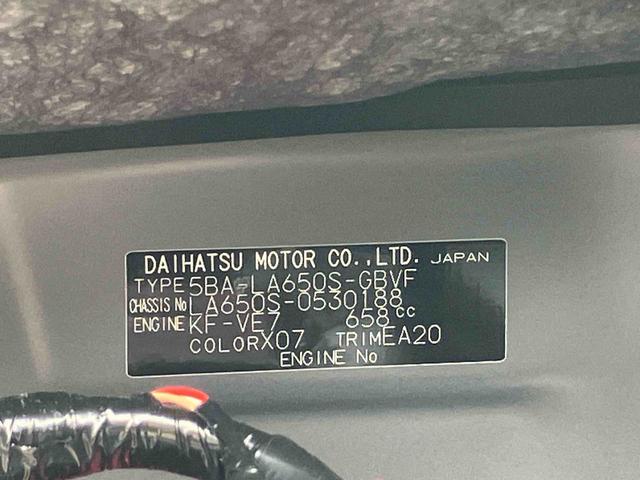 DAIHATSU MOTOR CO.,LTD. JAPAN
TYPE 5BA-LA650S-GBVF
CHASSIS No LA650S-0530188
ENGINE KF-VE7 658cc
COLOR X07 TRIM EA20
ENGINE No